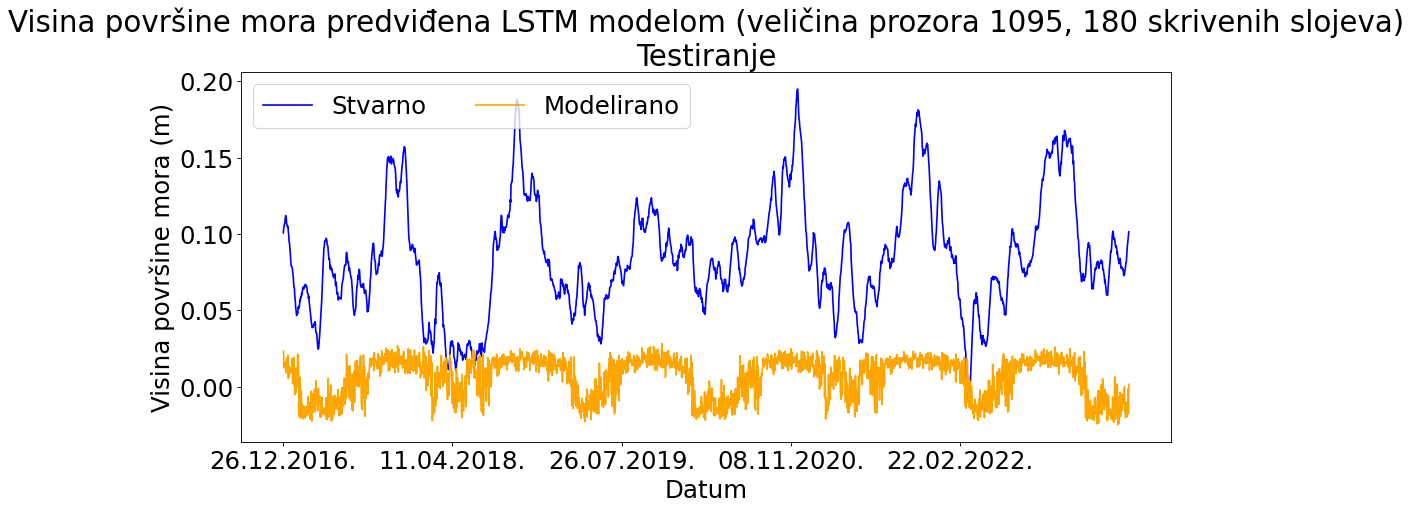 Visina površine mora predviđena LSTM modelom (veličina prozora 1095, 180 skrivenih slojeva)
Testiranje
Stvarno Modelirano
Visina površine mora (m)
0.20
0.15
0.10
0.05
0.00
26.12.2016. 11.04.2018. 26.07.2019. 08.11.2020. 22.02.2022.
Datum